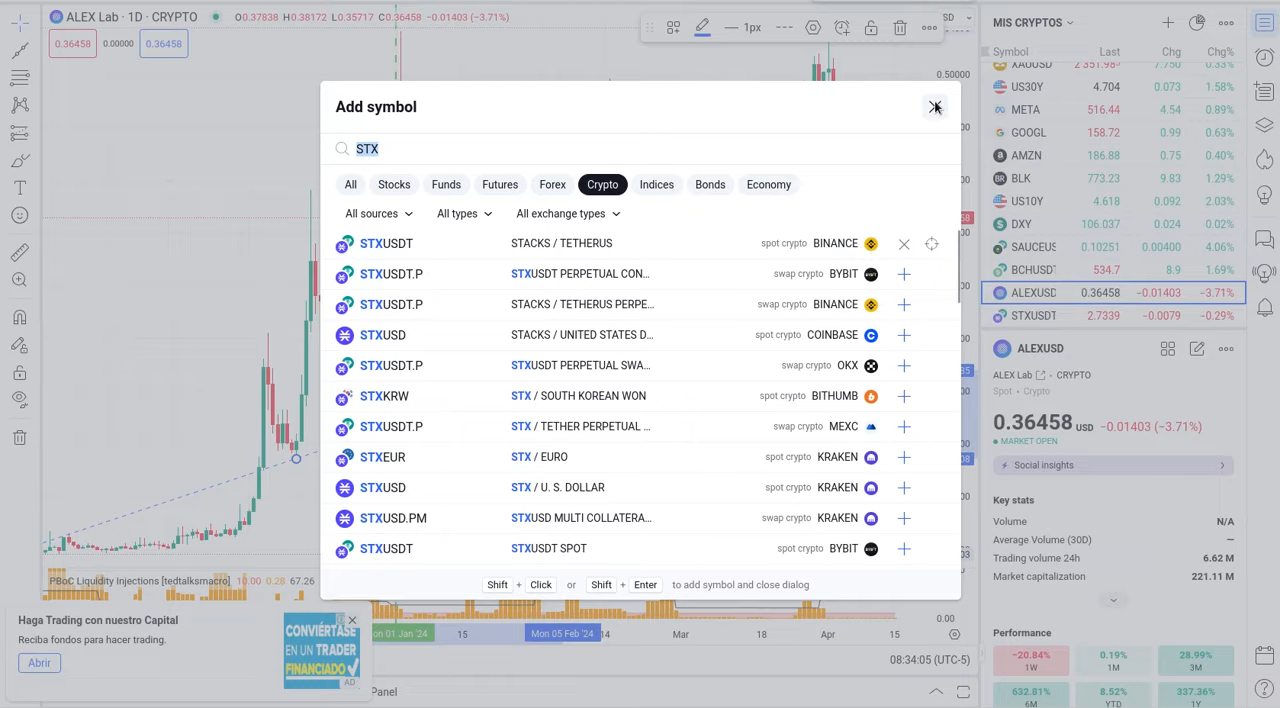 ALEX Lab · 1D · CRYPTO O0.37838 H0.38172 L0.35717 C0.36458 −0.01403 (−3.71%)
0.36458 0.00000 0.36458
1px
0.50000
Add symbol
STX
All Stocks Funds Futures Forex Crypto Indices Bonds Economy
All sources All types All exchange types
STXUSDT STACKS / TETHERUS spot crypto BINANCE
STXUSDT.P STXUSDT PERPETUAL CON... swap crypto BYBIT
STXUSDT.P STACKS / TETHERUS PERPE... swap crypto BINANCE
STXUSD STACKS / UNITED STATES D... spot crypto COINBASE
STXUSDT.P STXUSDT PERPETUAL SWA... swap crypto OKX
STXKRW STX / SOUTH KOREAN WON spot crypto BITHUMB
STXUSDT.P STX / TETHER PERPETUAL ... swap crypto MEXC
STXEUR STX / EURO spot crypto KRAKEN
STXUSD STX / U. S. DOLLAR spot crypto KRAKEN
STXUSD.PM STXUSD MULTI COLLATERA... swap crypto KRAKEN
STXUSDT STXUSDT SPOT spot crypto BYBIT
Shift + Click or Shift + Enter to add symbol and close dialog
MIS CRYPTOS
Symbol Last Chg Chg%
XAUUSD 2'351.98 7.750 0.33%
US30Y 4.704 0.073 1.58%
META 516.44 4.54 0.89%
GOOGL 158.72 0.99 0.63%
AMZN 186.88 0.75 0.40%
BLK 773.23 9.83 1.29%
US10Y 4.618 0.092 2.03%
DXY 106.037 0.024 0.02%
SAUCEUS 0.10251 0.00400 4.06%
BCHUSDT 534.7 8.9 1.69%
ALEXUSD 0.36458 −0.01403 −3.71%
STXUSDT 2.7339 −0.0079 −0.29%
ALEXUSD
ALEX Lab · CRYPTO
Spot · Crypto
0.36458 USD −0.01403 (−3.71%)
MARKET OPEN
Social insights
Key stats
Volume N/A
Average Volume (30D) —
Trading volume 24h 6.62 M
Market capitalization 221.11 M
Performance
−20.84% 0.19% 28.99%
1W 1M 3M
632.81% 8.52% 337.36%
6M YTD 1Y
PBoC Liquidity Injections [tedtalksmacro] 10.00 0.28 67.26
Haga Trading con nuestro Capital
Reciba fondos para hacer trading.
Abrir
CONVIÉRTASE
EN UN TRADER
FINANCIADO
AD
0.00
on 01 Jan '24 15 Mon 05 Feb '24 14 Mar 18 Apr 15
08:34:05 (UTC-5)
Panel